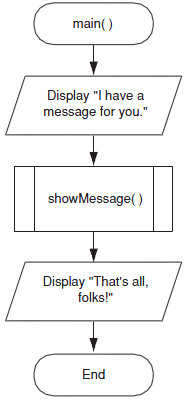 main( )
Display "I have a
message for you."
showMessage( )
Display "That's all,
folks!"
End